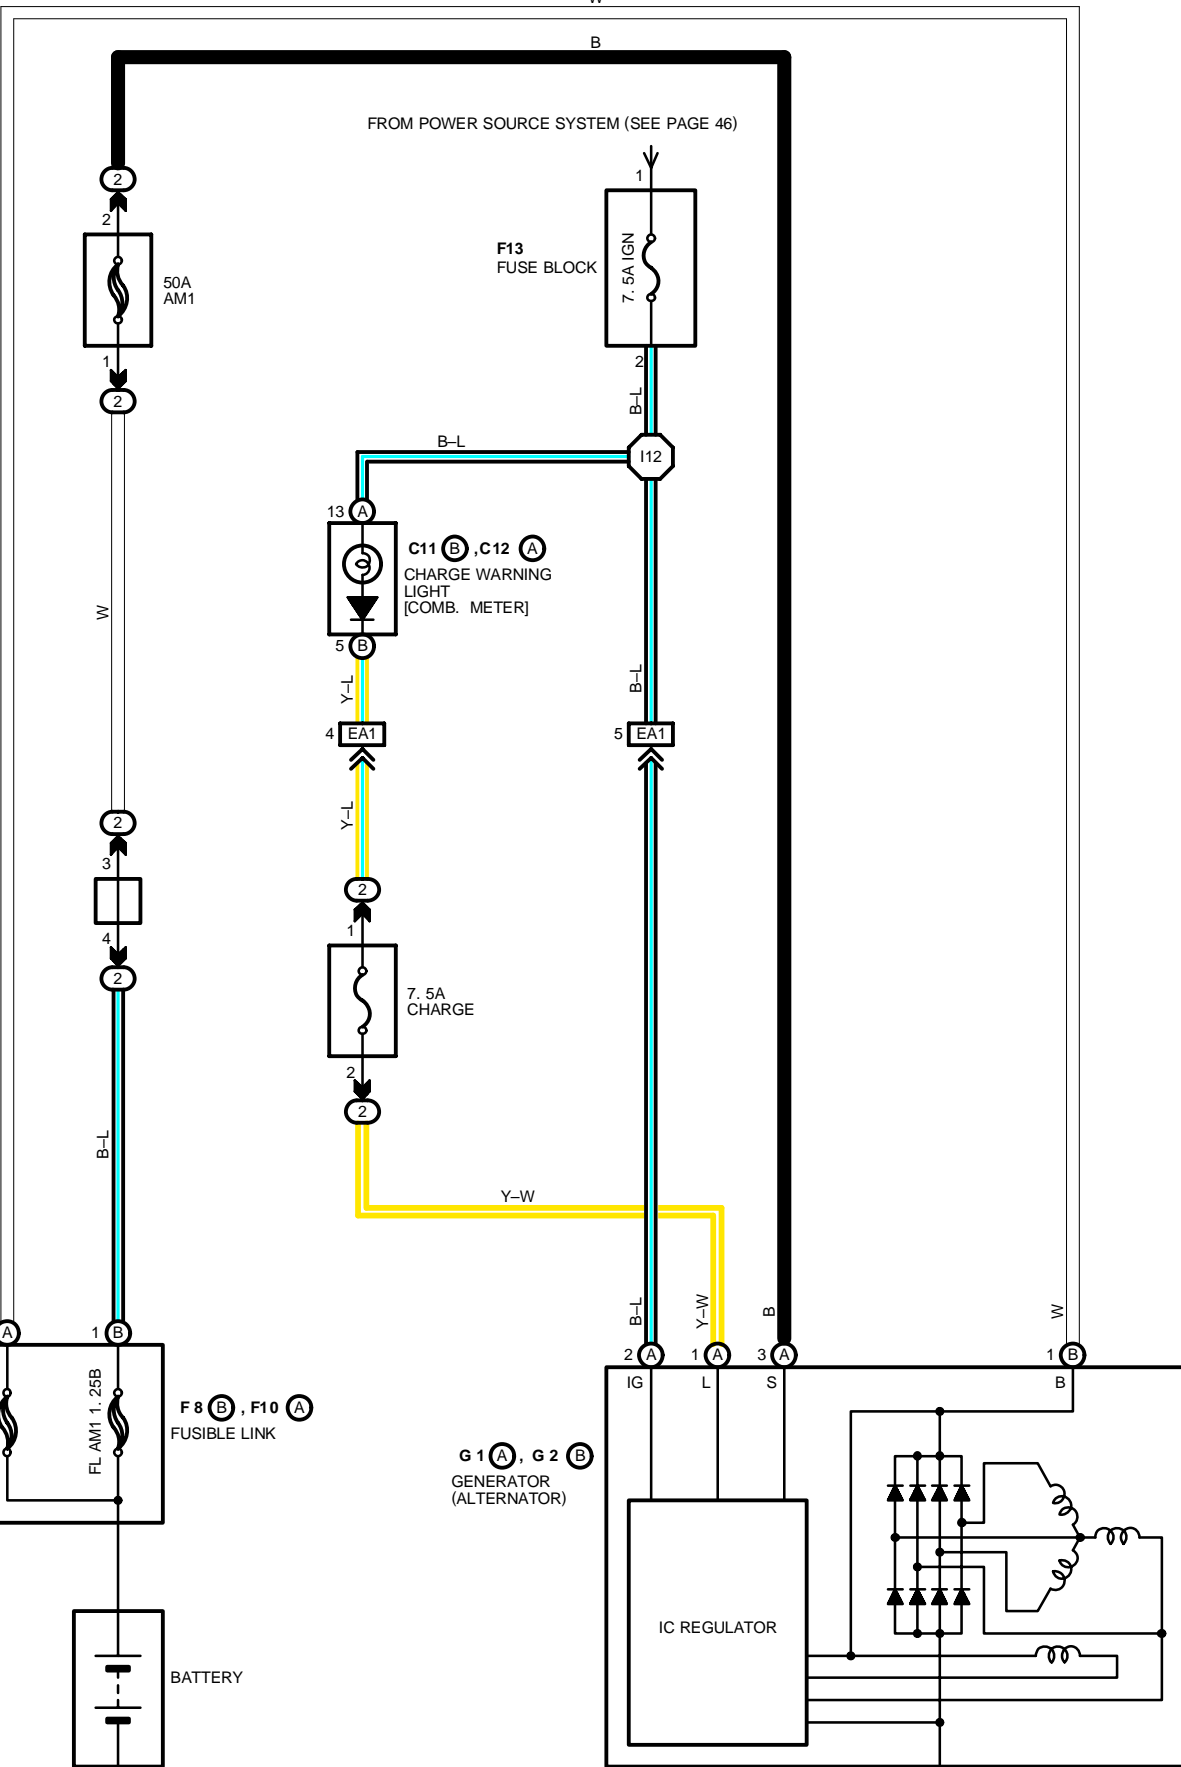 W
B
FROM POWER SOURCE SYSTEM (SEE PAGE 46)
2
2
50A
AM1
1
2
1
F13
FUSE BLOCK
7. 5A IGN
2
B–L
B–L
I12
13 A
C11 B , C12 A
CHARGE WARNING
LIGHT
[COMB. METER]
5 B
W
Y–L
B–L
4 EA1
5 EA1
Y–L
2
3
4
2
2
1
7. 5A
CHARGE
2
2
B–L
Y–W
B–L
Y–W
B
W
A
1 B
2 A
1 A
3 A
1 B
IG
L
S
B
FL AM1 1. 25B
F 8 B , F10 A
FUSIBLE LINK
G 1 A , G 2 B
GENERATOR
(ALTERNATOR)
IC REGULATOR
BATTERY